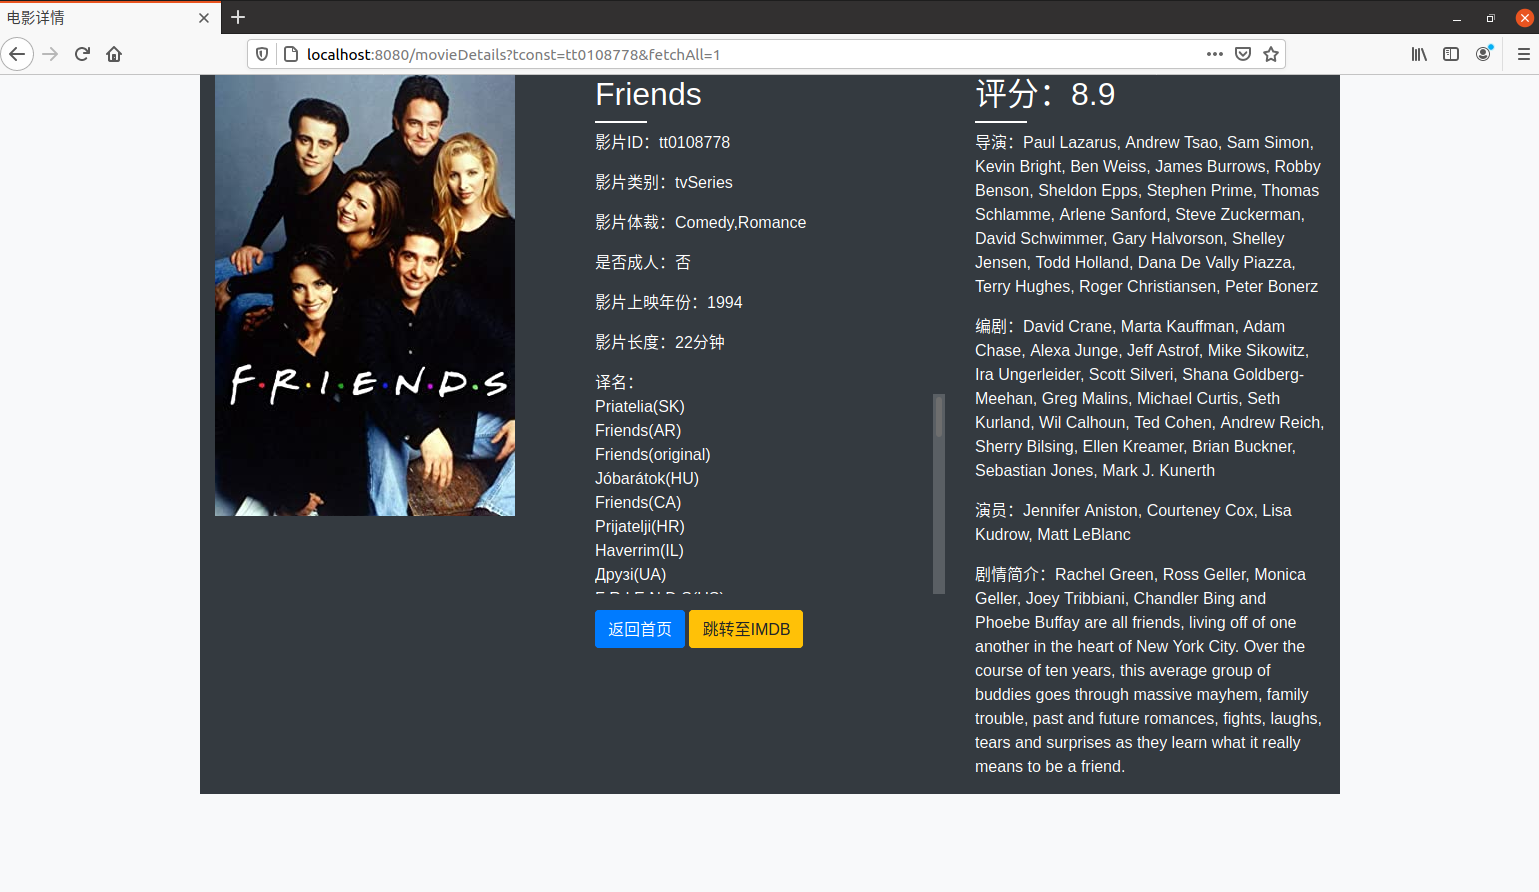 电影详情
localhost:8080/movieDetails?tconst=tt0108778&fetchAll=1
F·R·I·E·N·D·S
Friends
影片ID：tt0108778
影片类别：tvSeries
影片体裁：Comedy,Romance
是否成人：否
影片上映年份：1994
影片长度：22分钟
译名：
Priatelia(SK)
Friends(AR)
Friends(original)
Jóbarátok(HU)
Friends(CA)
Prijatelji(HR)
Haverrim(IL)
Друзі(UA)
返回首页 跳转至IMDB
评分：8.9
导演：Paul Lazarus, Andrew Tsao, Sam Simon,
Kevin Bright, Ben Weiss, James Burrows, Robby
Benson, Sheldon Epps, Stephen Prime, Thomas
Schlamme, Arlene Sanford, Steve Zuckerman,
David Schwimmer, Gary Halvorson, Shelley
Jensen, Todd Holland, Dana De Vally Piazza,
Terry Hughes, Roger Christiansen, Peter Bonerz
编剧：David Crane, Marta Kauffman, Adam
Chase, Alexa Junge, Jeff Astrof, Mike Sikowitz,
Ira Ungerleider, Scott Silveri, Shana Goldberg-
Meehan, Greg Malins, Michael Curtis, Seth
Kurland, Wil Calhoun, Ted Cohen, Andrew Reich,
Sherry Bilsing, Ellen Kreamer, Brian Buckner,
Sebastian Jones, Mark J. Kunerth
演员：Jennifer Aniston, Courteney Cox, Lisa
Kudrow, Matt LeBlanc
剧情简介：Rachel Green, Ross Geller, Monica
Geller, Joey Tribbiani, Chandler Bing and
Phoebe Buffay are all friends, living off of one
another in the heart of New York City. Over the
course of ten years, this average group of
buddies goes through massive mayhem, family
trouble, past and future romances, fights, laughs,
tears and surprises as they learn what it really
means to be a friend.